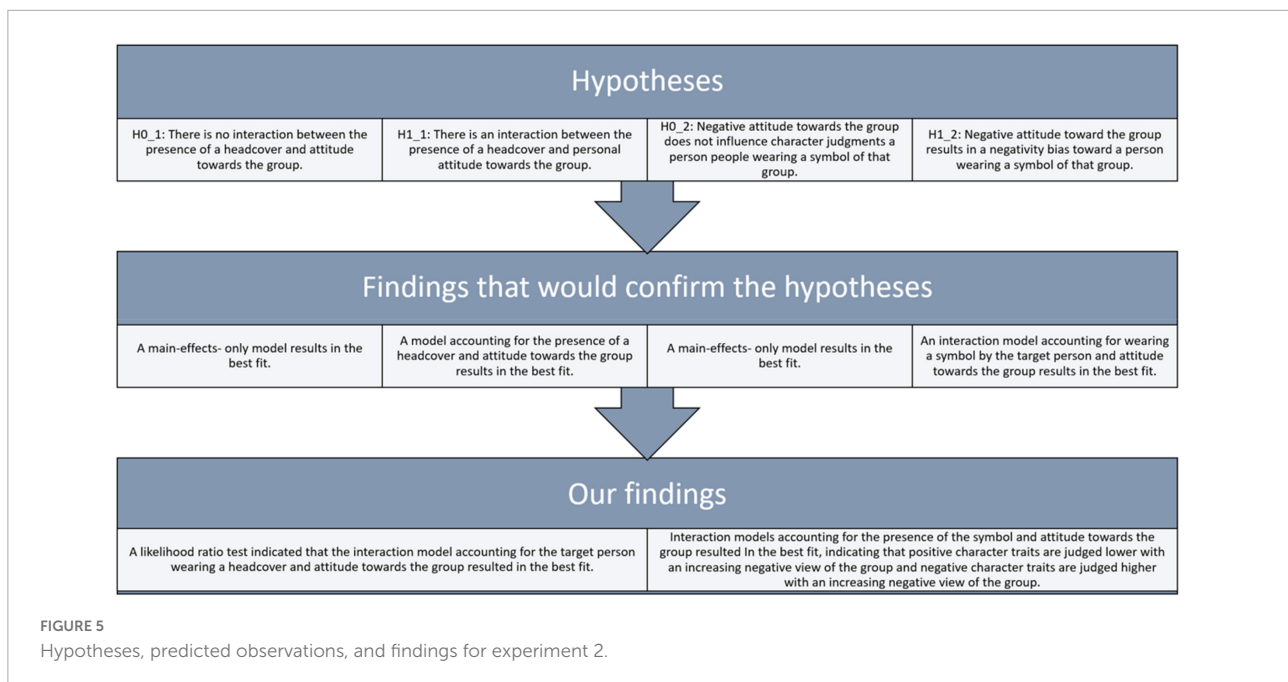 Hypotheses
H0_1: There is no interaction between the
presence of a headcover and attitude
towards the group.
H1_1: There is an interaction between the
presence of a headcover and personal
attitude towards the group.
H0_2: Negative attitude towards the group
does not influence character judgments a
person people wearing a symbol of that
group.
H1_2: Negative attitude toward the group
results in a negativity bias toward a person
wearing a symbol of that group.
Findings that would confirm the hypotheses
A main-effects- only model results in the
best fit.
A model accounting for the presence of a
headcover and attitude towards the group
results in the best fit.
A main-effects- only model results in the
best fit.
An interaction model accounting for wearing
a symbol by the target person and attitude
towards the group results in the best fit.
Our findings
A likelihood ratio test indicated that the interaction model accounting for the target person
wearing a headcover and attitude towards the group resulted in the best fit.
Interaction models accounting for the presence of the symbol and attitude towards the
group resulted In the best fit, indicating that positive character traits are judged lower with
an increasing negative view of the group and negative character traits are judged higher
with an increasing negative view of the group.
FIGURE 5
Hypotheses, predicted observations, and findings for experiment 2.